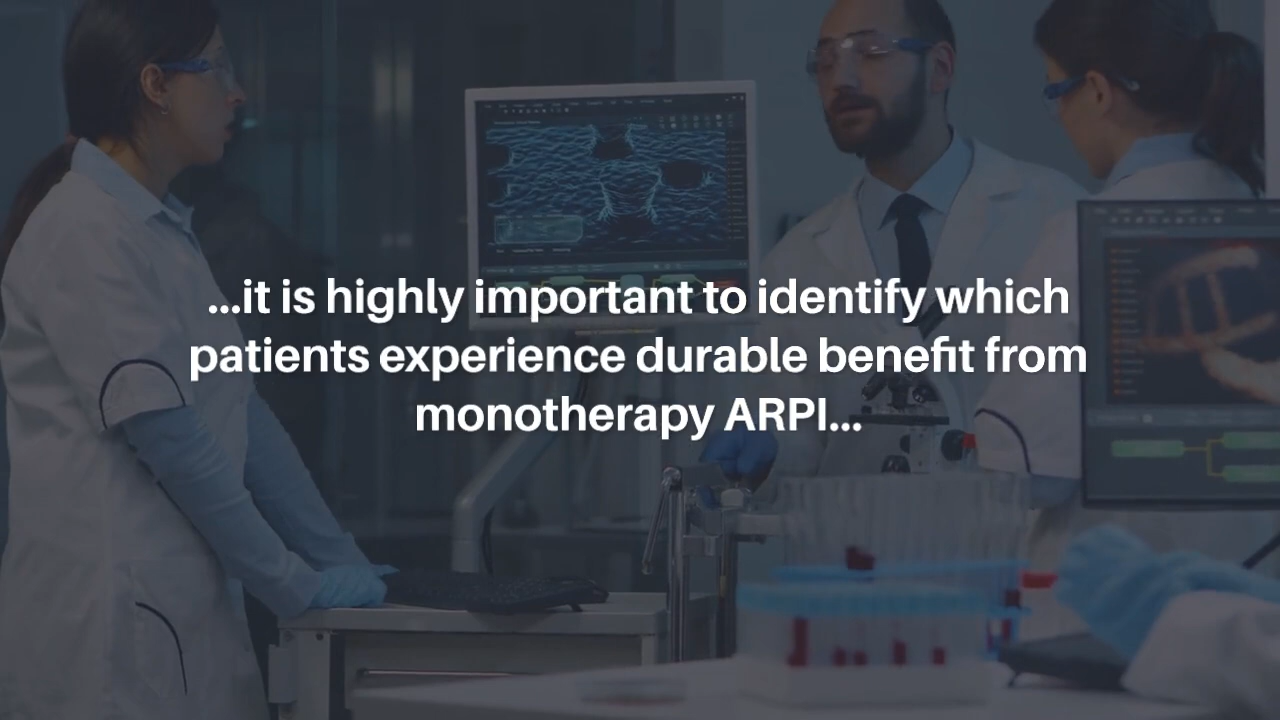 ...it is highly important to identify which
patients experience durable benefit from
monotherapy ARPI...